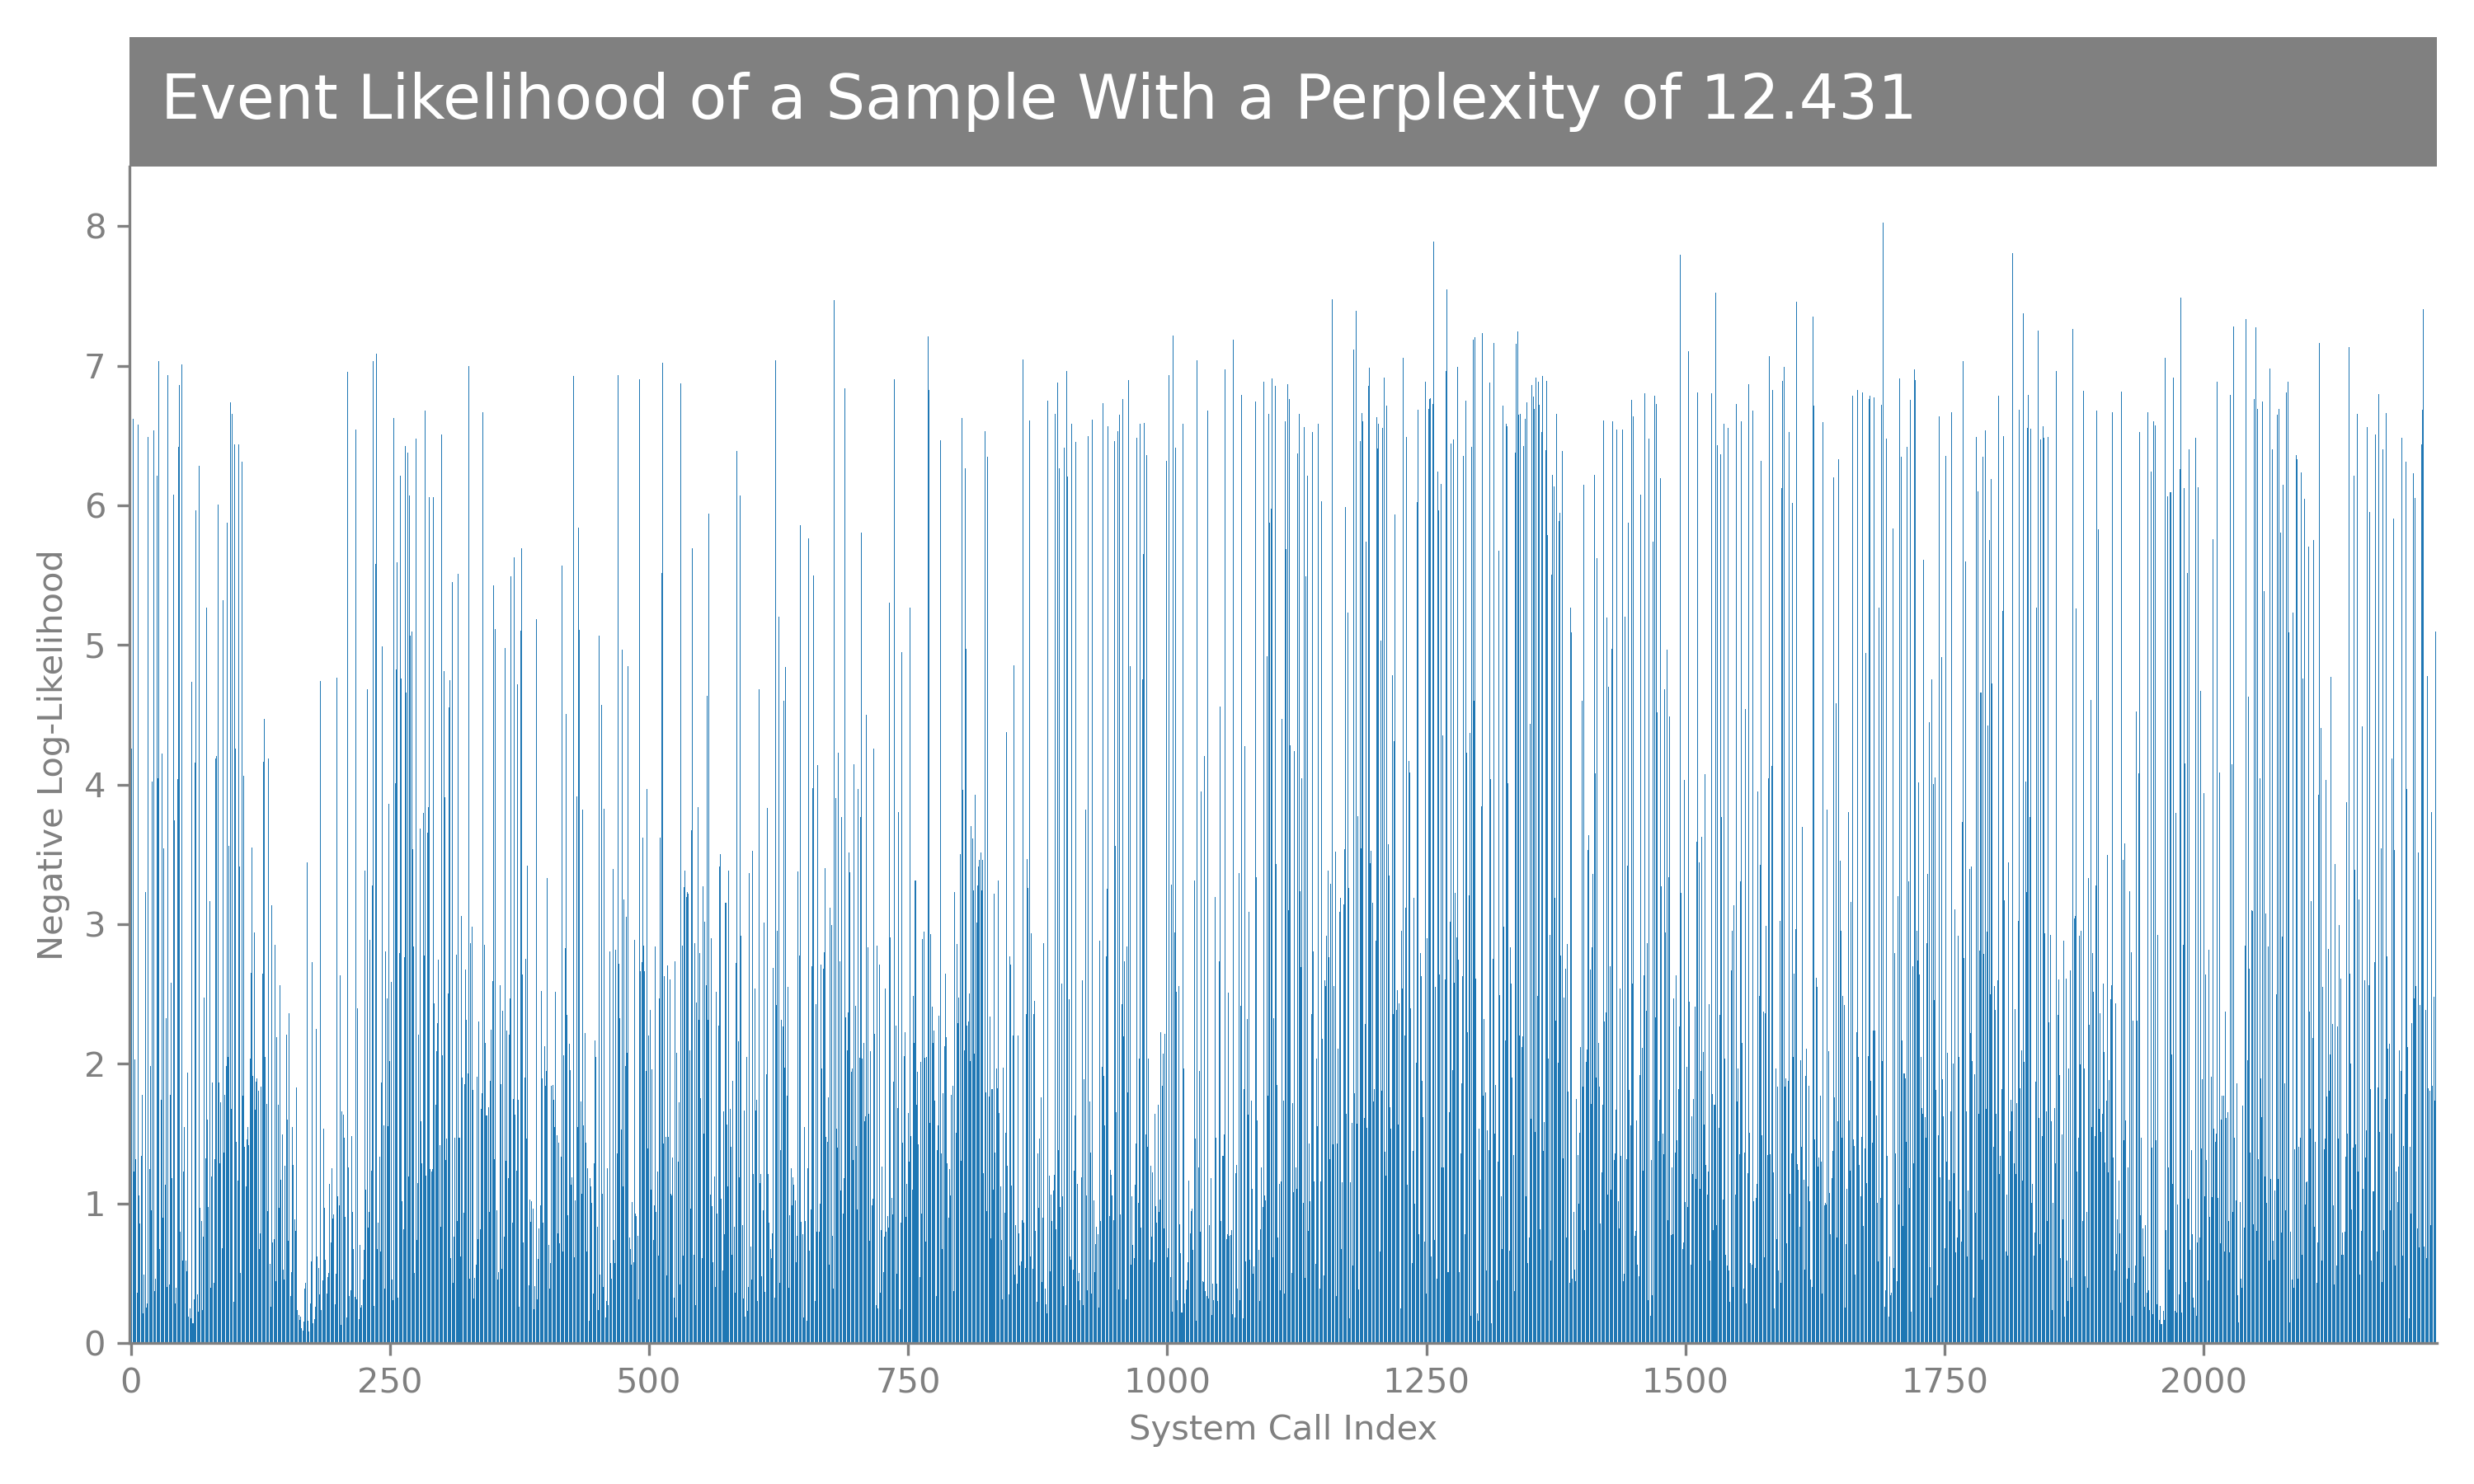 Event Likelihood of a Sample With a Perplexity of 12.431
8
7
6
5
4
3
2
1
0
Negative Log-Likelihood
0 250 500 750 1000 1250 1500 1750 2000
System Call Index